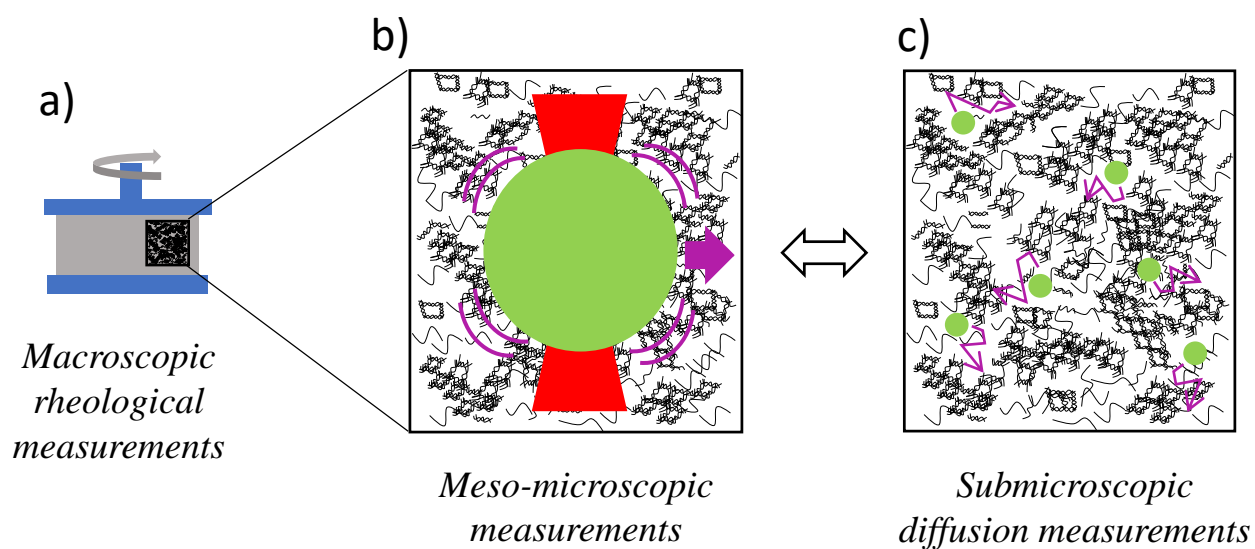 a)
Macroscopic
rheological
measurements
b)
Meso-microscopic
measurements
c)
Submicroscopic
diffusion measurements